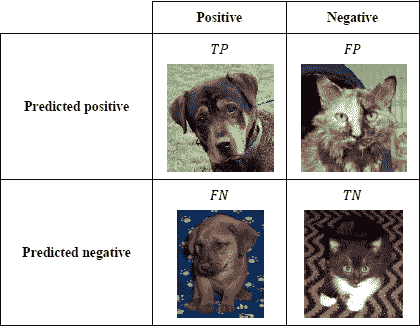 Positive Negative
TP FP
Predicted positive
FN TN
Predicted negative